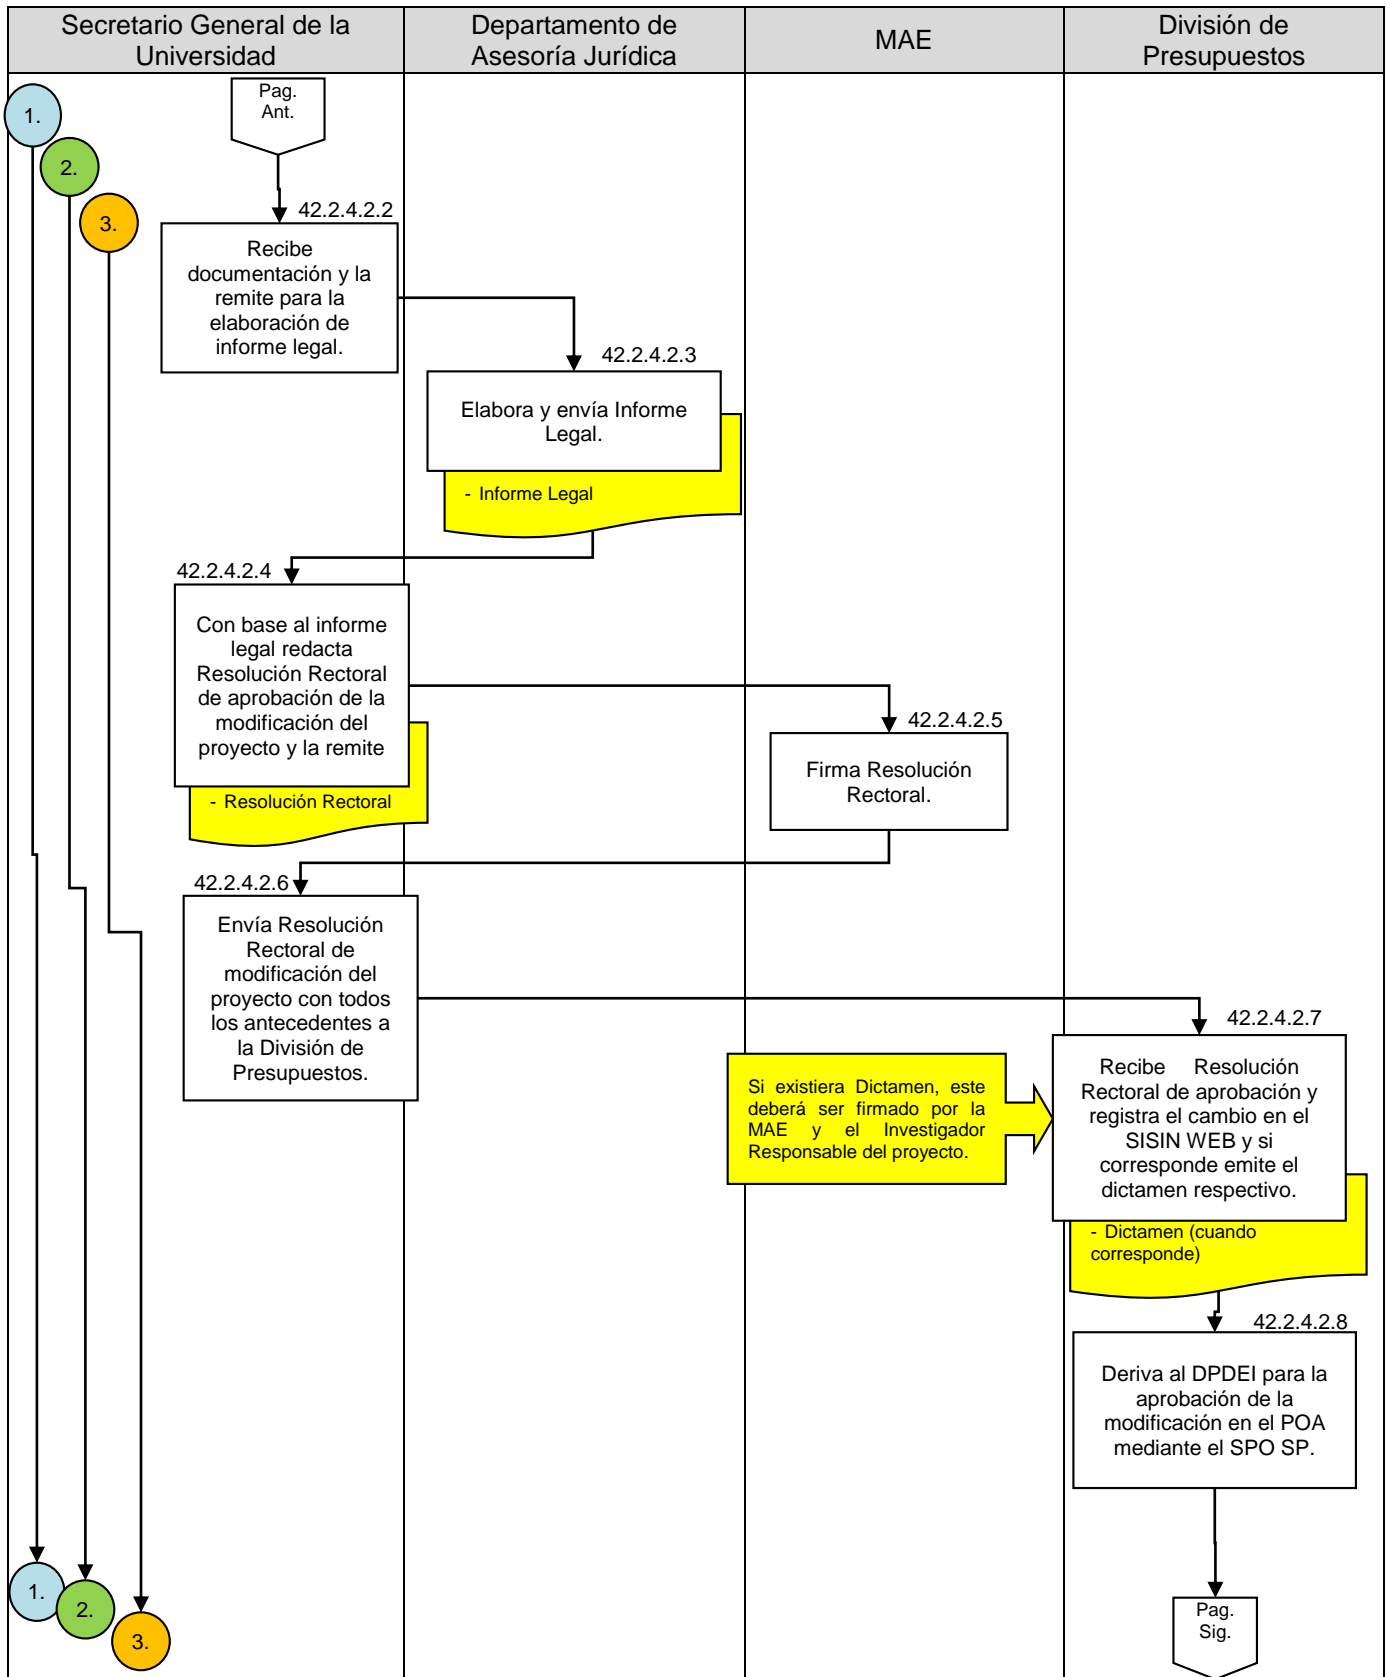 Secretario General de la
Universidad
Departamento de
Asesoría Jurídica
MAE
División de
Presupuestos
Pag.
Ant.
1.
2.
3.
42.2.4.2.2
Recibe
documentación y la
remite para la
elaboración de
informe legal.
42.2.4.2.3
Elabora y envía Informe
Legal.
- Informe Legal
42.2.4.2.4
Con base al informe
legal redacta
Resolución Rectoral
de aprobación de la
modificación del
proyecto y la remite
- Resolución Rectoral
42.2.4.2.5
Firma Resolución
Rectoral.
42.2.4.2.6
Envía Resolución
Rectoral de
modificación del
proyecto con todos
los antecedentes a
la División de
Presupuestos.
42.2.4.2.7
Si existiera Dictamen, este
deberá ser firmado por la
MAE y el Investigador
Responsable del proyecto.
Recibe Resolución
Rectoral de aprobación y
registra el cambio en el
SISIN WEB y si
corresponde emite el
dictamen respectivo.
- Dictamen (cuando
corresponde)
42.2.4.2.8
Deriva al DPDEI para la
aprobación de la
modificación en el POA
mediante el SPO SP.
1.
2.
3.
Pag.
Sig.